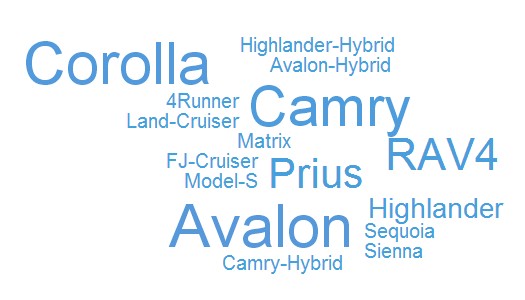 Highlander-Hybrid
Corolla
Avalon-Hybrid
4Runner
Camry
Land-Cruiser
Matrix
RAV4
FJ-Cruiser
Prius
Model-S
Highlander
Avalon
Sequoia
Sienna
Camry-Hybrid